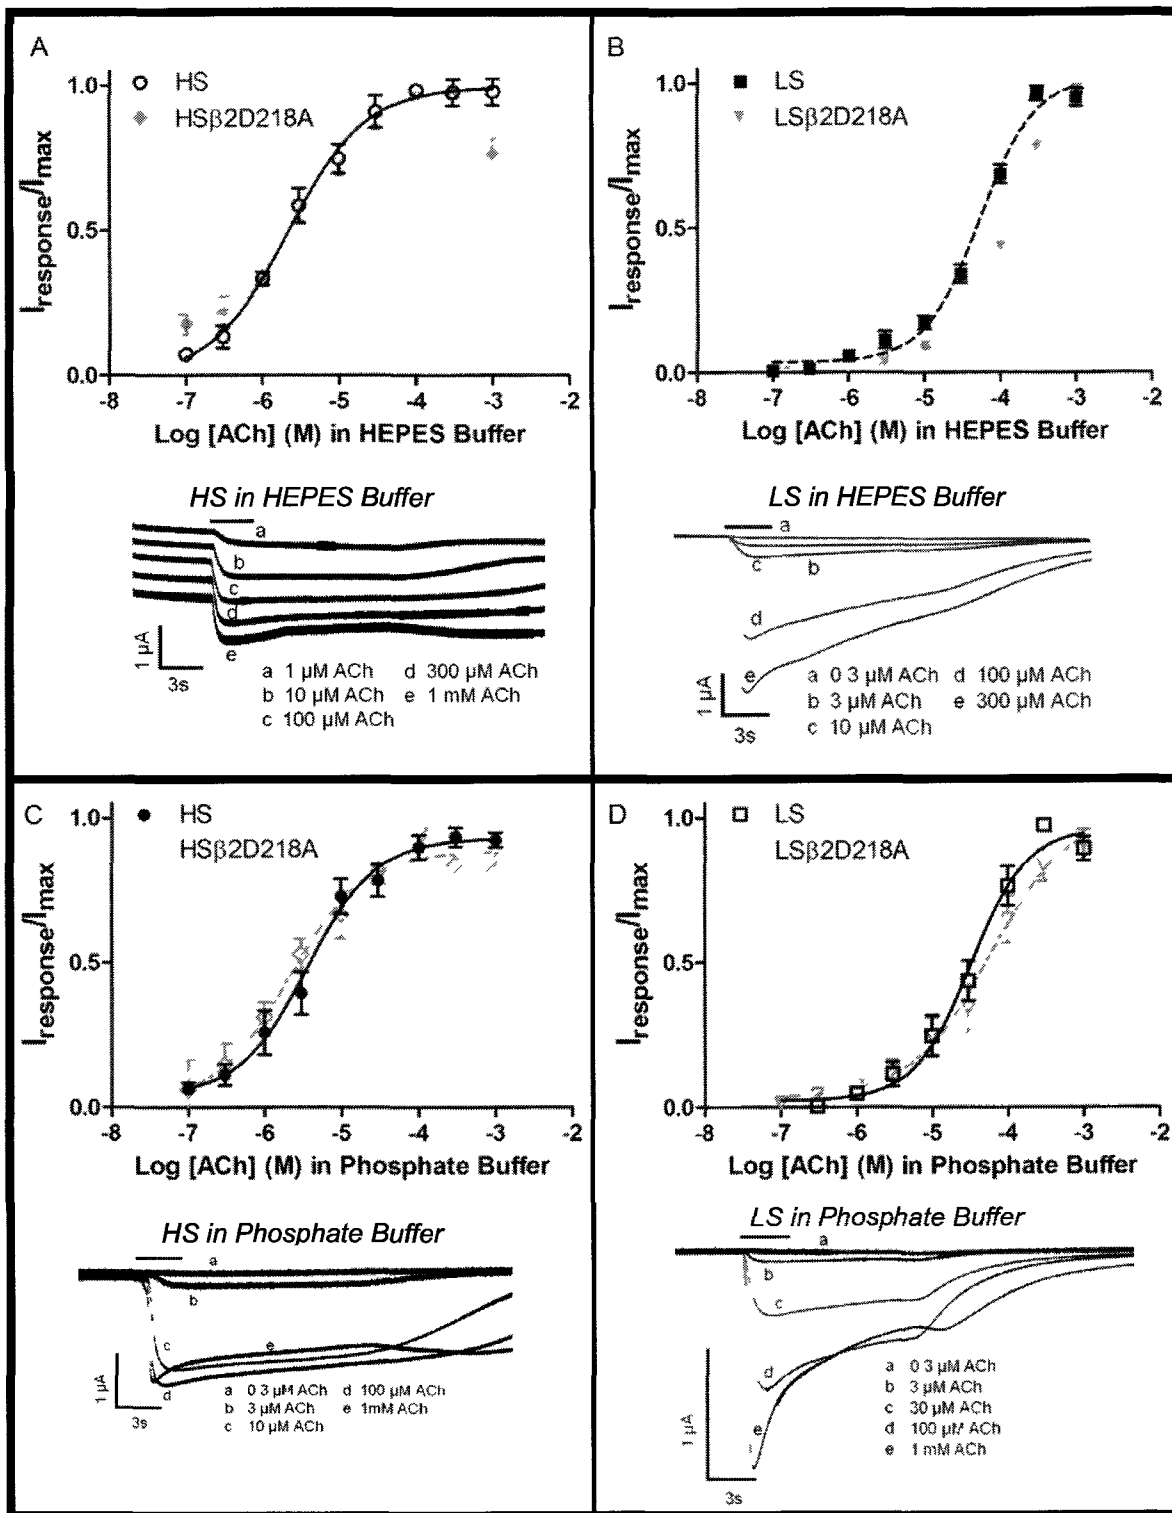 A
HS
HSβ2D218A
1.0
0.5
0.0
Iresponse/Imax
-8 -7 -6 -5 -4 -3 -2
Log [ACh] (M) in HEPES Buffer
HS in HEPES Buffer
a
b
c
d
e
1 µA
3s
a 1 µM ACh d 300 µM ACh
b 10 µM ACh e 1 mM ACh
c 100 µM ACh
B
LS
LSβ2D218A
1.0
0.5
0.0
Iresponse/Imax
-8 -7 -6 -5 -4 -3 -2
Log [ACh] (M) in HEPES Buffer
LS in HEPES Buffer
a
c b
d
e
1 µA
3s
a 0 3 µM ACh d 100 µM ACh
b 3 µM ACh e 300 µM ACh
c 10 µM ACh
C
HS
HSβ2D218A
1.0
0.5
0.0
Iresponse/Imax
-8 -7 -6 -5 -4 -3 -2
Log [ACh] (M) in Phosphate Buffer
HS in Phosphate Buffer
a
b
c
e
d
1 µA
3s
a 0 3 µM ACh d 100 µM ACh
b 3 µM ACh e 1mM ACh
c 10 µM ACh
D
LS
LSβ2D218A
1.0
0.5
0.0
Iresponse/Imax
-8 -7 -6 -5 -4 -3 -2
Log [ACh] (M) in Phosphate Buffer
LS in Phosphate Buffer
a
b
c
d
e
1 µA
3s
a 0 3 µM ACh
b 3 µM ACh
c 30 µM ACh
d 100 µM ACh
e 1 mM ACh